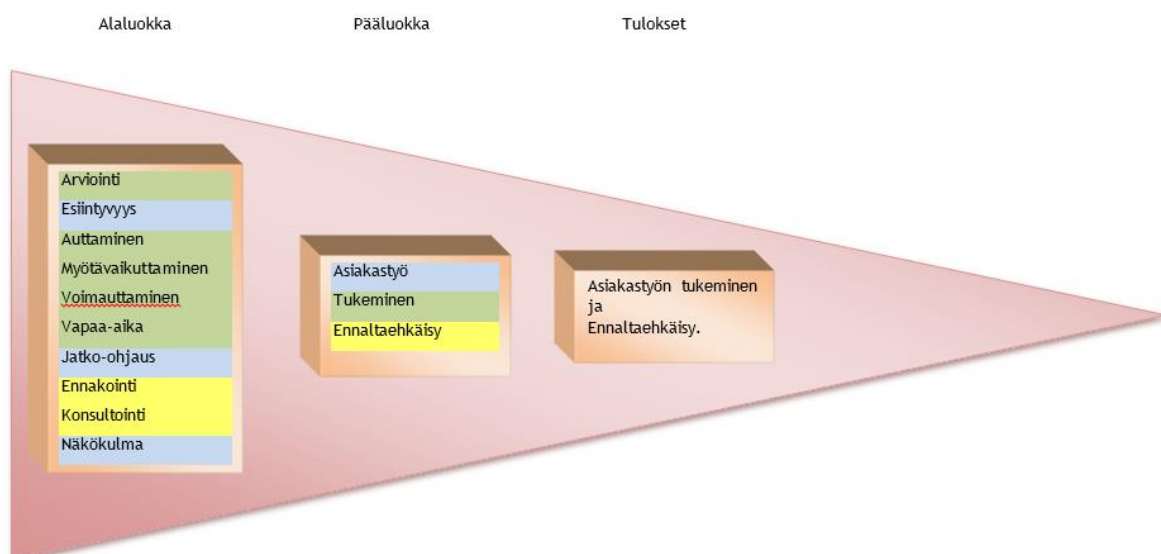 Alaluokka Pääluokka Tulokset
Arviointi
Esiintyvyys
Auttaminen
Myötävaikuttaminen
Voimauttaminen
Vapaa-aika
Jatko-ohjaus
Ennakointi
Konsultointi
Näkökulma
Asiakastyö
Tukeminen
Ennaltaehkäisy
Asiakastyön tukeminen
ja
Ennaltaehkäisy.